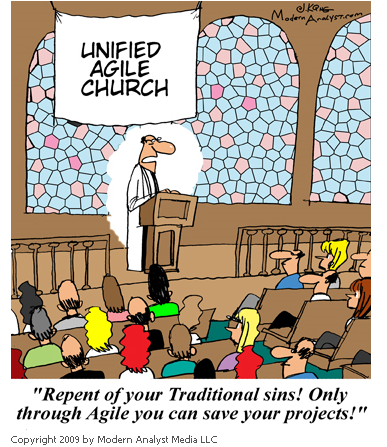 J.KOHL
ModernAnalyst.com
UNIFIED
AGILE
CHURCH
"Repent of your Traditional sins! Only
through Agile you can save your projects!"
Copyright 2009 by Modern Analyst Media LLC